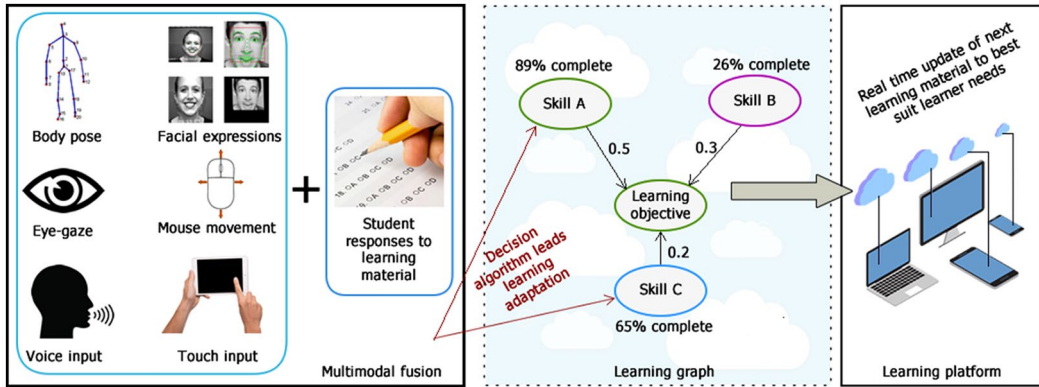 Body pose
Facial expressions
Eye-gaze
Mouse movement
Voice input
Touch input
+
Student
responses to
learning
material
Multimodal fusion
Decision
algorithm leads
learning
adaptation
89% complete
Skill A
26% complete
Skill B
0.5
0.3
Learning
objective
0.2
Skill C
65% complete
Learning graph
Real time update of next
learning material to best
suit learner needs
Learning platform